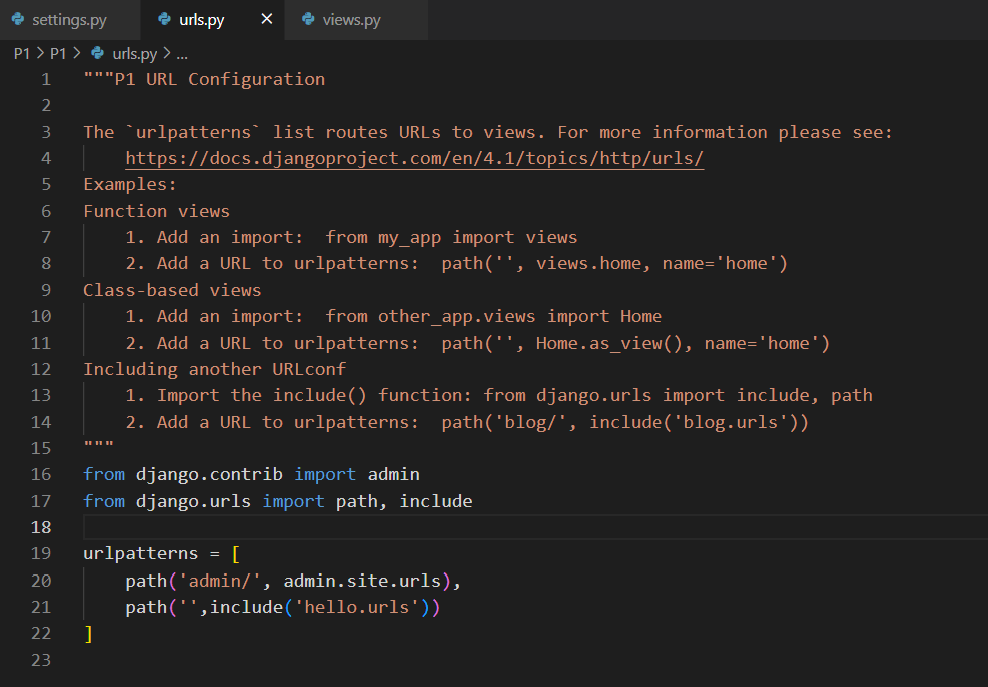 settings.py urls.py × views.py
P1 > P1 > urls.py > ...
1 """P1 URL Configuration
2
3 The `urlpatterns` list routes URLs to views. For more information please see:
4     https://docs.djangoproject.com/en/4.1/topics/http/urls/
5 Examples:
6 Function views
7     1. Add an import:  from my_app import views
8     2. Add a URL to urlpatterns:  path('', views.home, name='home')
9 Class-based views
10     1. Add an import:  from other_app.views import Home
11     2. Add a URL to urlpatterns:  path('', Home.as_view(), name='home')
12 Including another URLconf
13     1. Import the include() function: from django.urls import include, path
14     2. Add a URL to urlpatterns:  path('blog/', include('blog.urls'))
15 """
16 from django.contrib import admin
17 from django.urls import path, include
18
19 urlpatterns = [
20     path('admin/', admin.site.urls),
21     path('',include('hello.urls'))
22 ]
23